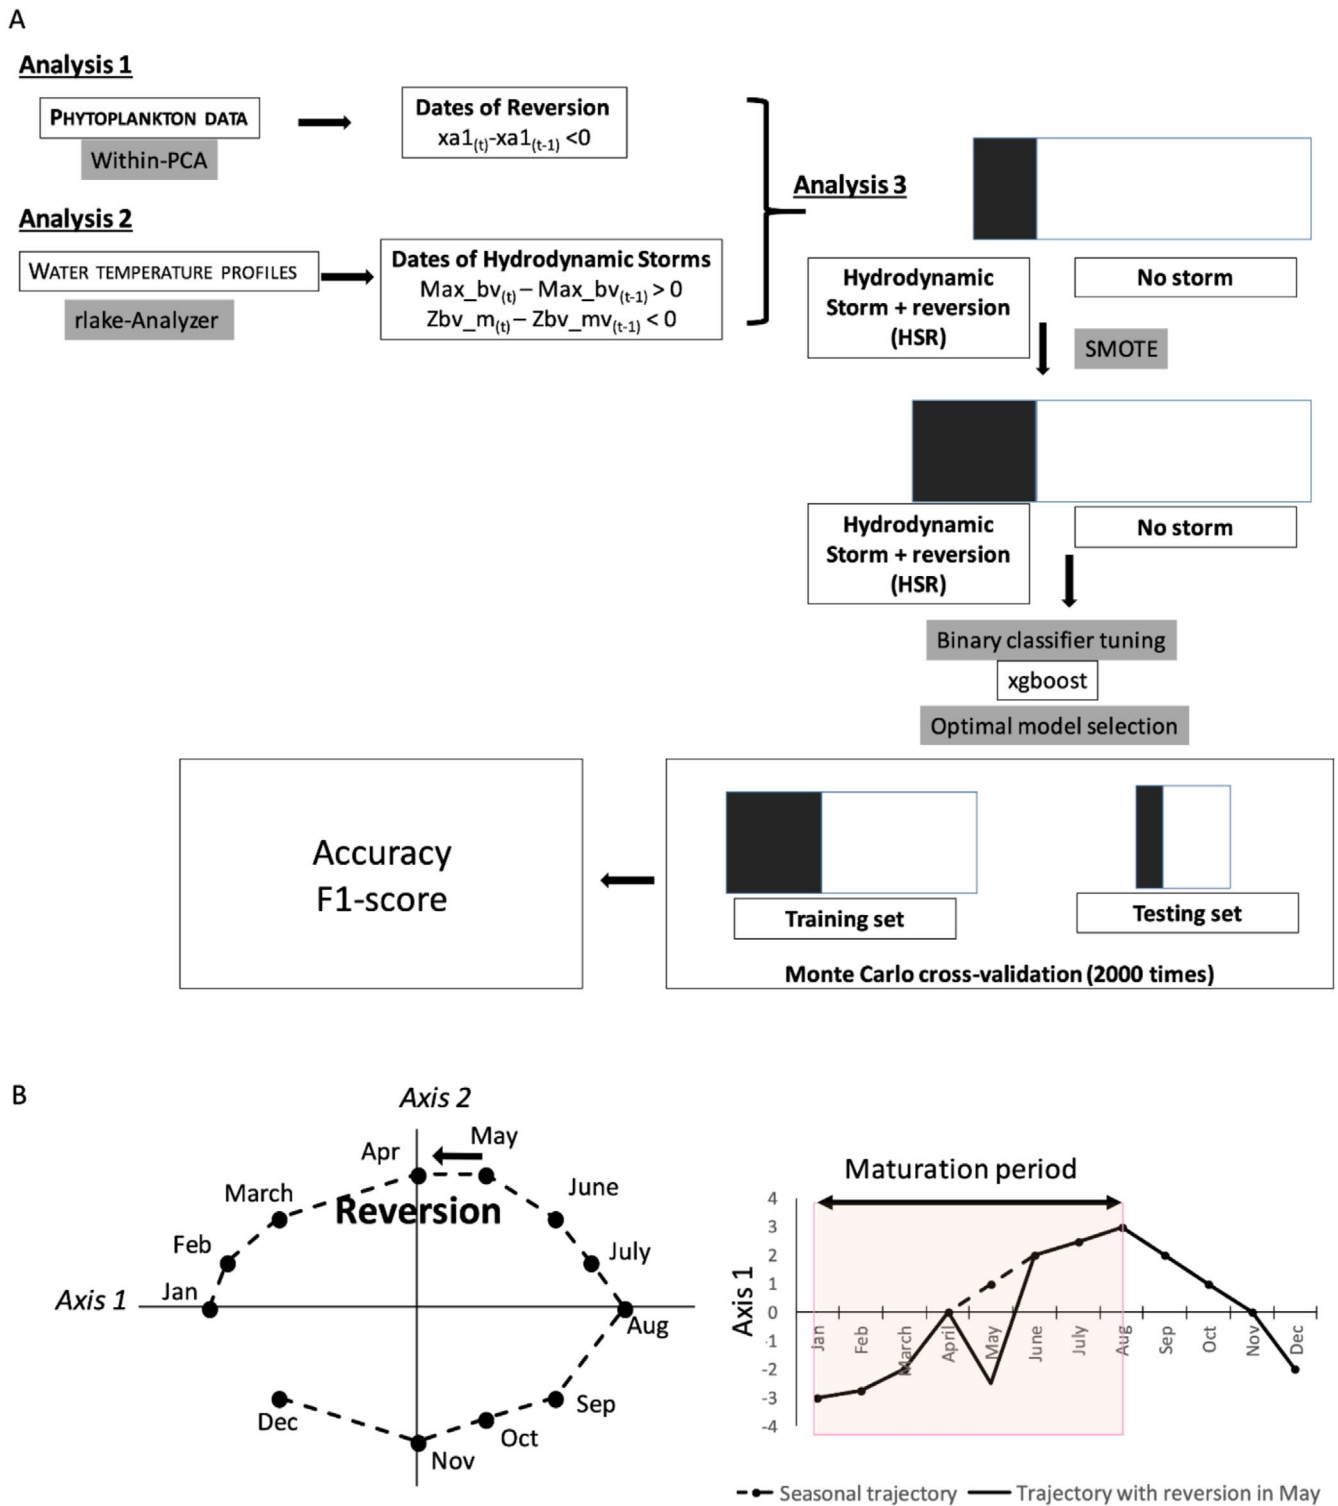 A
Analysis 1
PHYTOPLANKTON DATA
Within-PCA
Dates of Reversion
xa1(t)-xa1(t-1) <0
Analysis 2
WATER TEMPERATURE PROFILES
rlake-Analyzer
Dates of Hydrodynamic Storms
Max_bv(t) – Max_bv(t-1) > 0
Zbv_m(t) – Zbv_mv(t-1) < 0
Analysis 3
Hydrodynamic
Storm + reversion
(HSR)
No storm
SMOTE
Hydrodynamic
Storm + reversion
(HSR)
No storm
Binary classifier tuning
xgboost
Optimal model selection
Training set
Testing set
Monte Carlo cross-validation (2000 times)
Accuracy
F1-score
B
Axis 2
Axis 1
Jan
Feb
March
Apr
May
Reversion
June
July
Aug
Sep
Oct
Nov
Dec
Maturation period
Axis 1
4
3
2
1
0
-1
-2
-3
-4
Jan
Feb
March
April
May
June
July
Aug
Sep
Oct
Nov
Dec
Seasonal trajectory
Trajectory with reversion in May